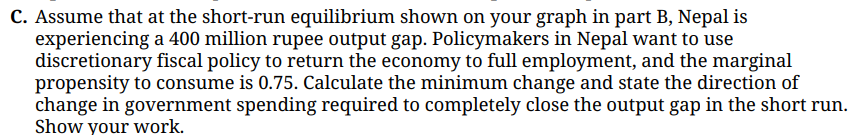 C. Assume that at the short-run equilibrium shown on your graph in part B, Nepal is
experiencing a 400 million rupee output gap. Policymakers in Nepal want to use
discretionary fiscal policy to return the economy to full employment, and the marginal
propensity to consume is 0.75. Calculate the minimum change and state the direction of
change in government spending required to completely close the output gap in the short run.
Show your work.